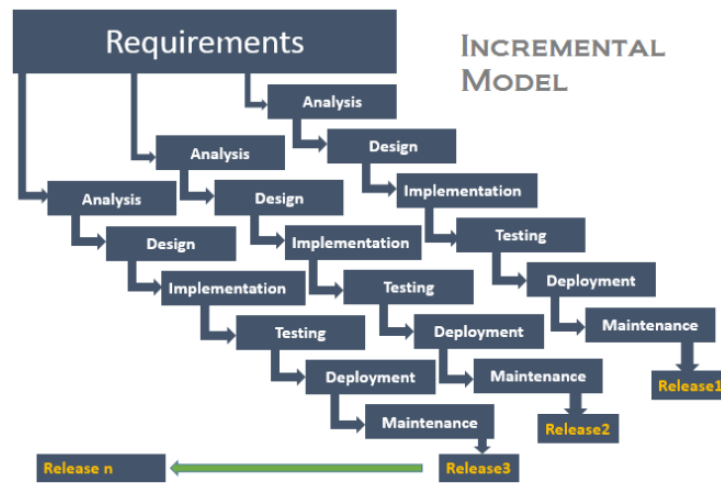 Requirements
INCREMENTAL
MODEL
Analysis
Design
Implementation
Testing
Deployment
Maintenance
Release1
Analysis
Design
Implementation
Testing
Deployment
Maintenance
Release2
Analysis
Design
Implementation
Testing
Deployment
Maintenance
Release3
Release n